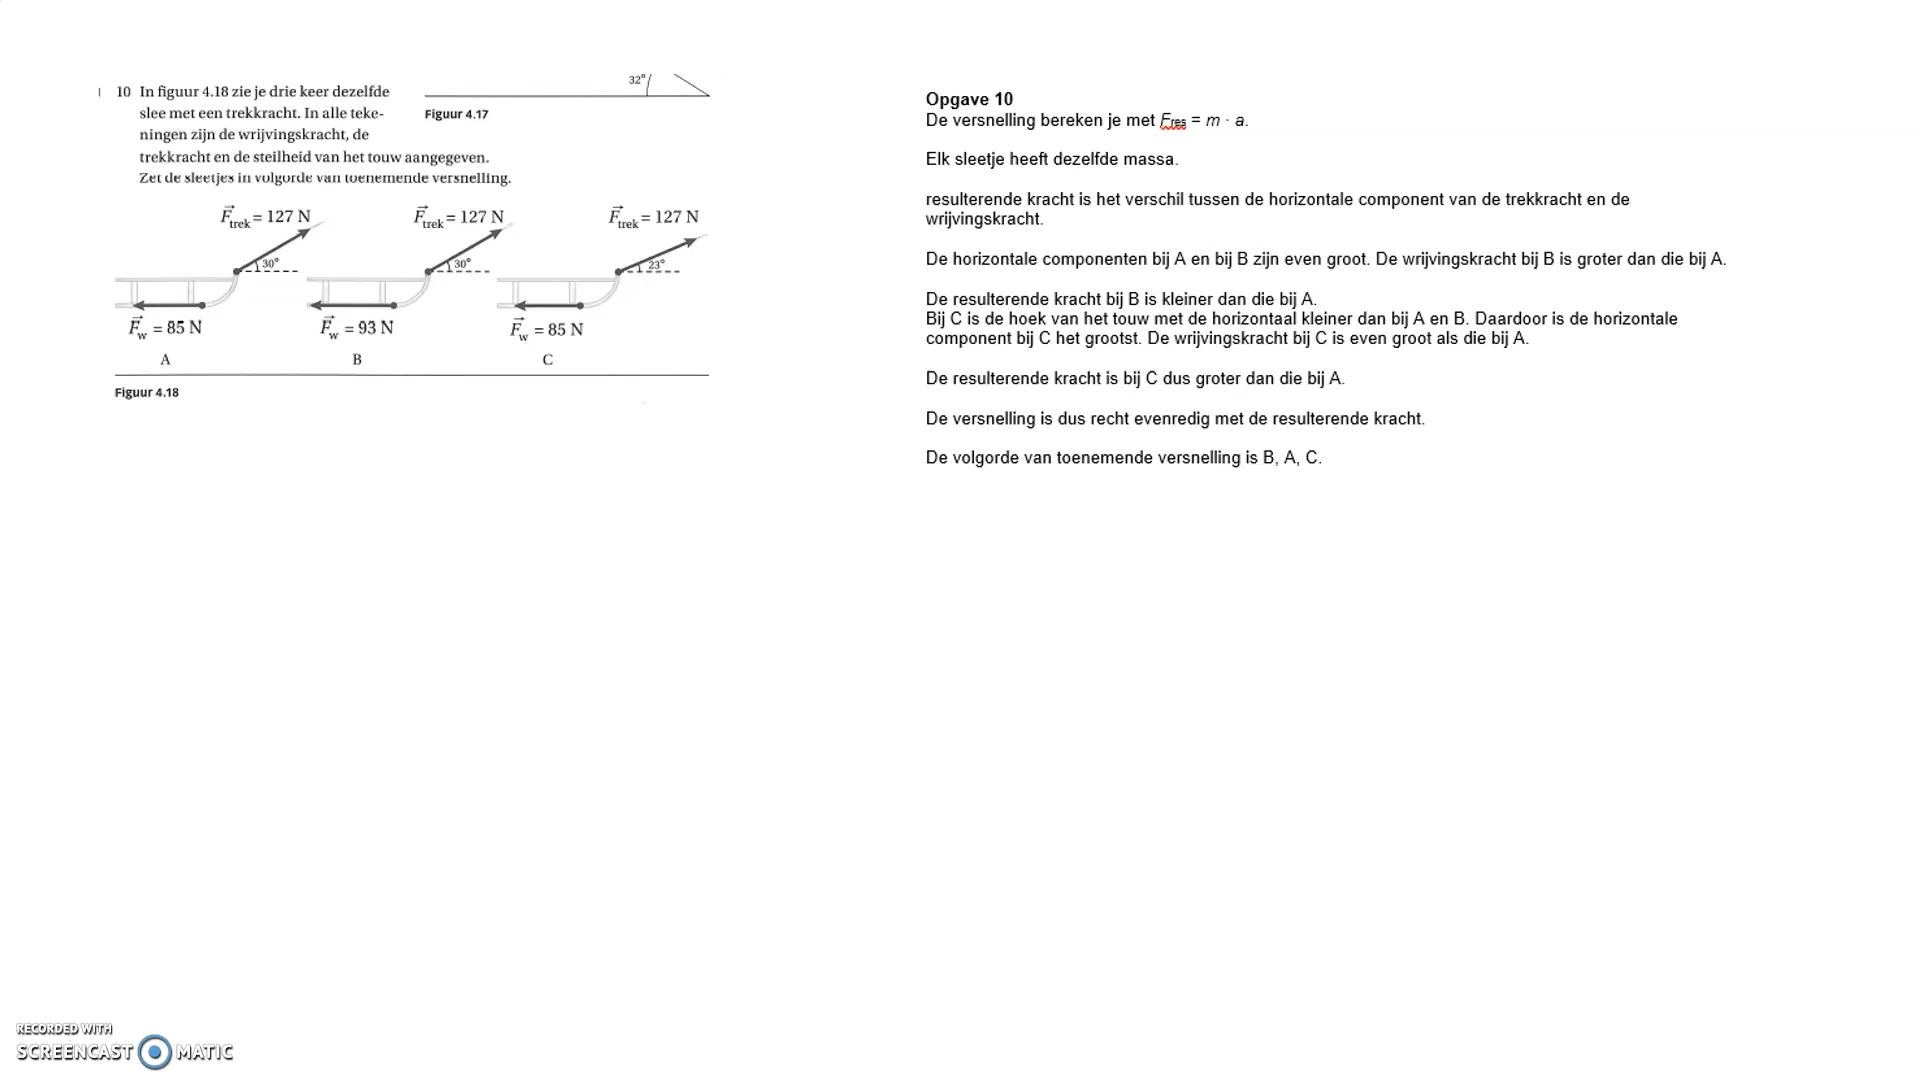 32°
10 In figuur 4.18 zie je drie keer dezelfde
slee met een trekkracht. In alle teke-
ningen zijn de wrijvingskracht, de
trekkracht en de steilheid van het touw aangegeven.
Zet de sleetjes in volgorde van toenemende versnelling.
Figuur 4.17
F⃗trek = 127 N
F⃗trek = 127 N
F⃗trek = 127 N
30°
30°
23°
F⃗w = 85 N
F⃗w = 93 N
F⃗w = 85 N
A
B
C
Figuur 4.18
Opgave 10
De versnelling bereken je met Fres = m · a.
Elk sleetje heeft dezelfde massa.
resulterende kracht is het verschil tussen de horizontale component van de trekkracht en de
wrijvingskracht.
De horizontale componenten bij A en bij B zijn even groot. De wrijvingskracht bij B is groter dan die bij A.
De resulterende kracht bij B is kleiner dan die bij A.
Bij C is de hoek van het touw met de horizontaal kleiner dan bij A en B. Daardoor is de horizontale
component bij C het grootst. De wrijvingskracht bij C is even groot als die bij A.
De resulterende kracht is bij C dus groter dan die bij A.
De versnelling is dus recht evenredig met de resulterende kracht.
De volgorde van toenemende versnelling is B, A, C.
RECORDED WITH
SCREENCAST MATIC